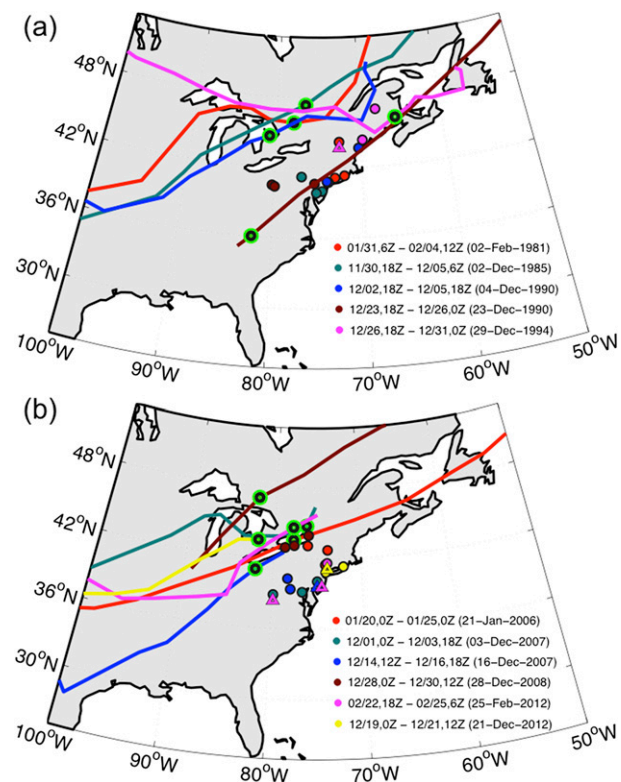 (a)
48°N
42°N
36°N
30°N
100°W
90°W
80°W
70°W
60°W
50°W
01/31,6Z – 02/04,12Z (02-Feb-1981)
11/30,18Z – 12/05,6Z (02-Dec-1985)
12/02,18Z – 12/05,18Z (04-Dec-1990)
12/23,18Z – 12/26,0Z (23-Dec-1990)
12/26,18Z – 12/31,0Z (29-Dec-1994)
(b)
48°N
42°N
36°N
30°N
100°W
90°W
80°W
70°W
60°W
50°W
01/20,0Z – 01/25,0Z (21-Jan-2006)
12/01,0Z – 12/03,18Z (03-Dec-2007)
12/14,12Z – 12/16,18Z (16-Dec-2007)
12/28,0Z – 12/30,12Z (28-Dec-2008)
02/22,18Z – 02/25,6Z (25-Feb-2012)
12/19,0Z – 12/21,12Z (21-Dec-2012)